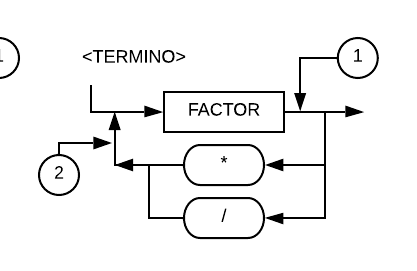 1
<TERMINO>
1
FACTOR
*
2
/